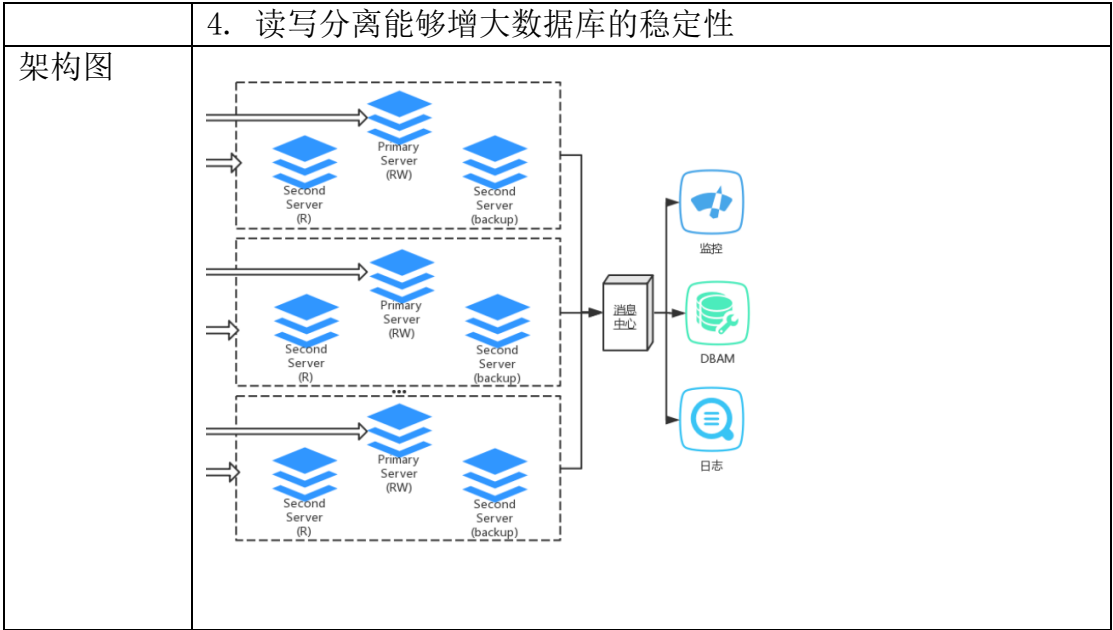 4. 读写分离能够增大数据库的稳定性
架构图
Primary
Server
(RW)
Second
Server
(R)
Second
Server
(backup)
监控
Primary
Server
(RW)
Second
Server
(R)
Second
Server
(backup)
消息
中心
DBAM
...
Primary
Server
(RW)
Second
Server
(R)
Second
Server
(backup)
日志